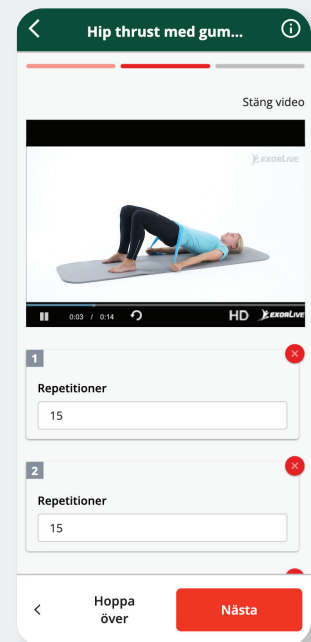 Hip thrust med gum...
Stäng video
EXORLIVE
0:03 / 0:14
HD EXORLIVE
1
Repetitioner
15
2
Repetitioner
15
Hoppa
över
Nästa